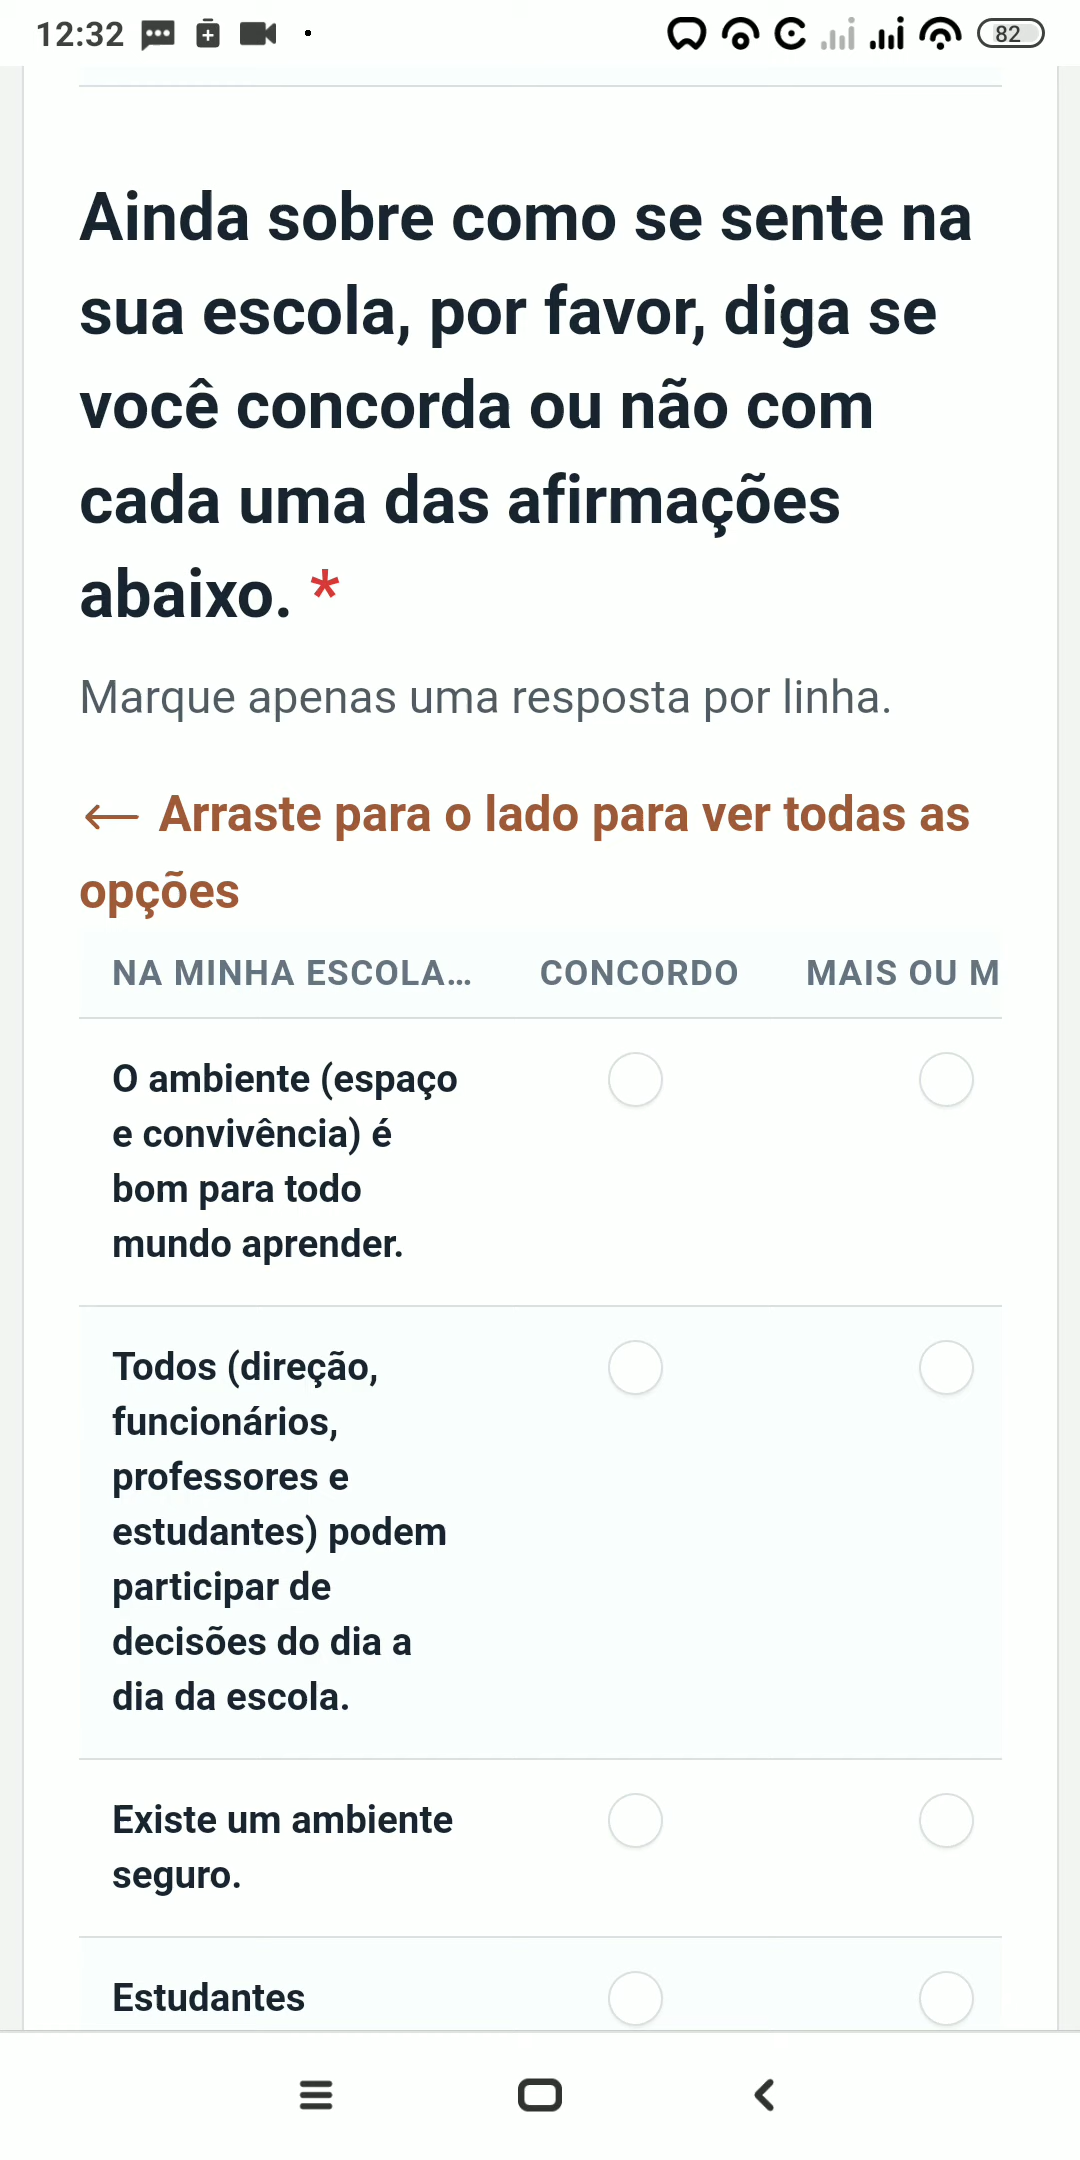 12:32
82
Ainda sobre como se sente na
sua escola, por favor, diga se
você concorda ou não com
cada uma das afirmações
abaixo. *
Marque apenas uma resposta por linha.
← Arraste para o lado para ver todas as
opções
NA MINHA ESCOLA... CONCORDO MAIS OU M
O ambiente (espaço
e convivência) é
bom para todo
mundo aprender.
Todos (direção,
funcionários,
professores e
estudantes) podem
participar de
decisões do dia a
dia da escola.
Existe um ambiente
seguro.
Estudantes